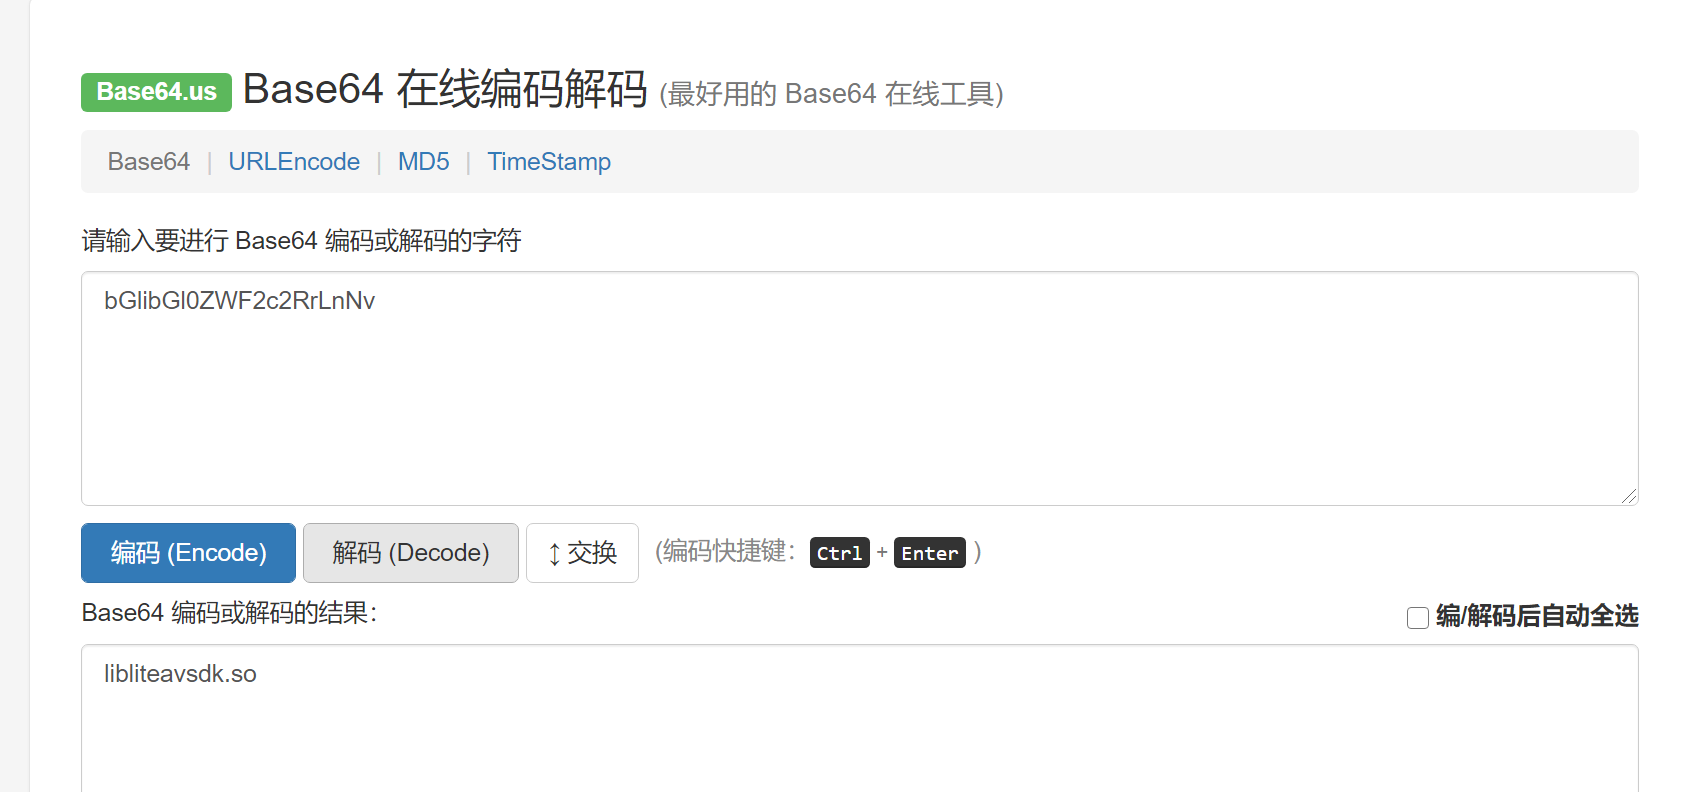 Base64.us Base64 在线编码解码 (最好用的 Base64 在线工具)
Base64 | URLEncode | MD5 | TimeStamp
请输入要进行 Base64 编码或解码的字符
bGlibGl0ZWF2c2RrLnNv
编码 (Encode) 解码 (Decode) ↕ 交换 (编码快捷键： Ctrl + Enter )
Base64 编码或解码的结果： 编/解码后自动全选
libliteavsdk.so